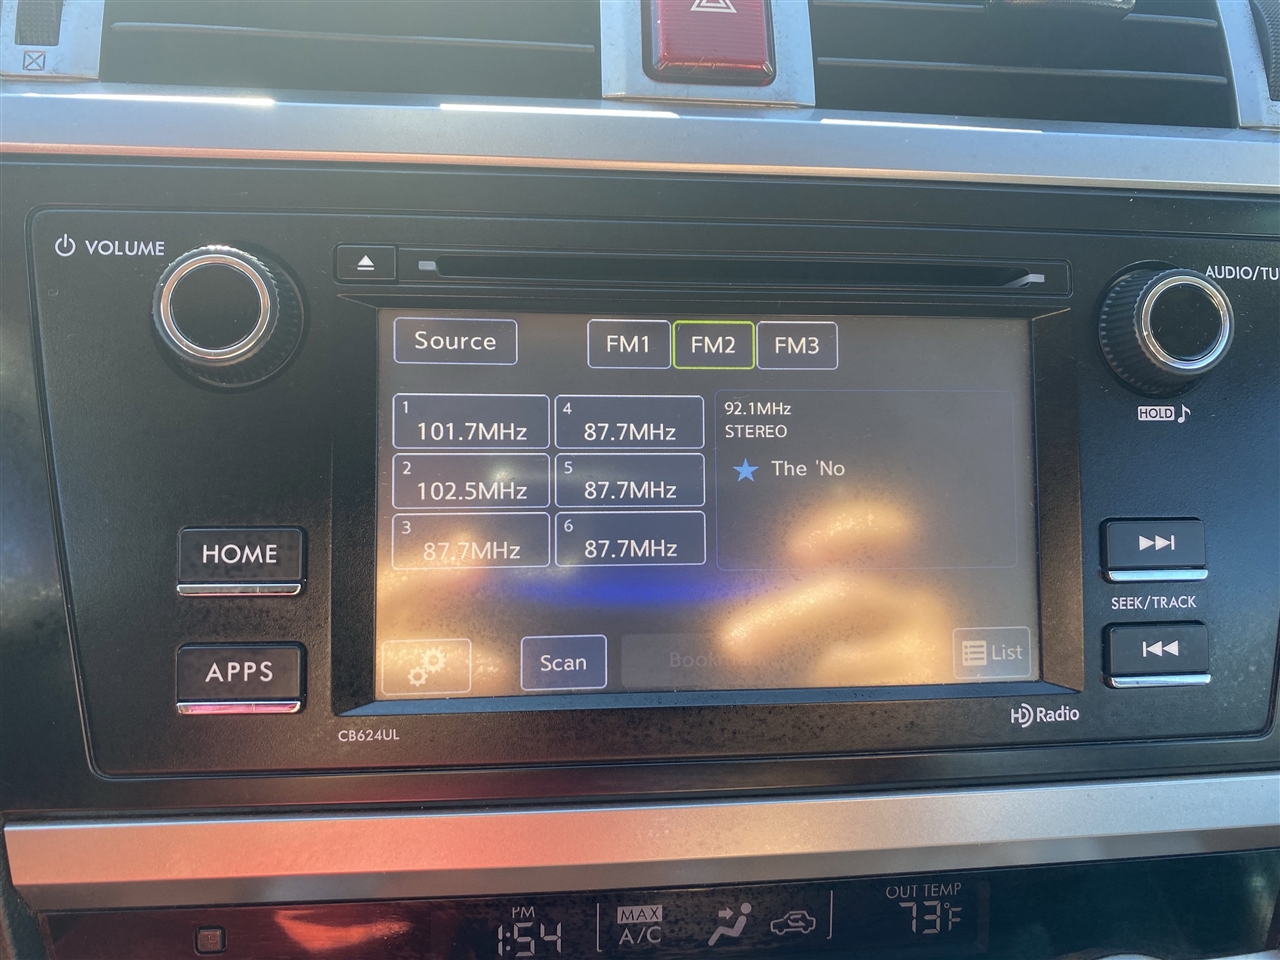 VOLUME
AUDIO/TU
Source
FM1
FM2
FM3
1
101.7MHz
4
87.7MHz
92.1MHz
STEREO
2
102.5MHz
5
87.7MHz
The 'No
3
87.7MHz
6
87.7MHz
HOLD
HOME
APPS
SEEK/TRACK
Scan
List
CB624UL
HD Radio
PM
1:54
MAX
A/C
OUT TEMP
73°F